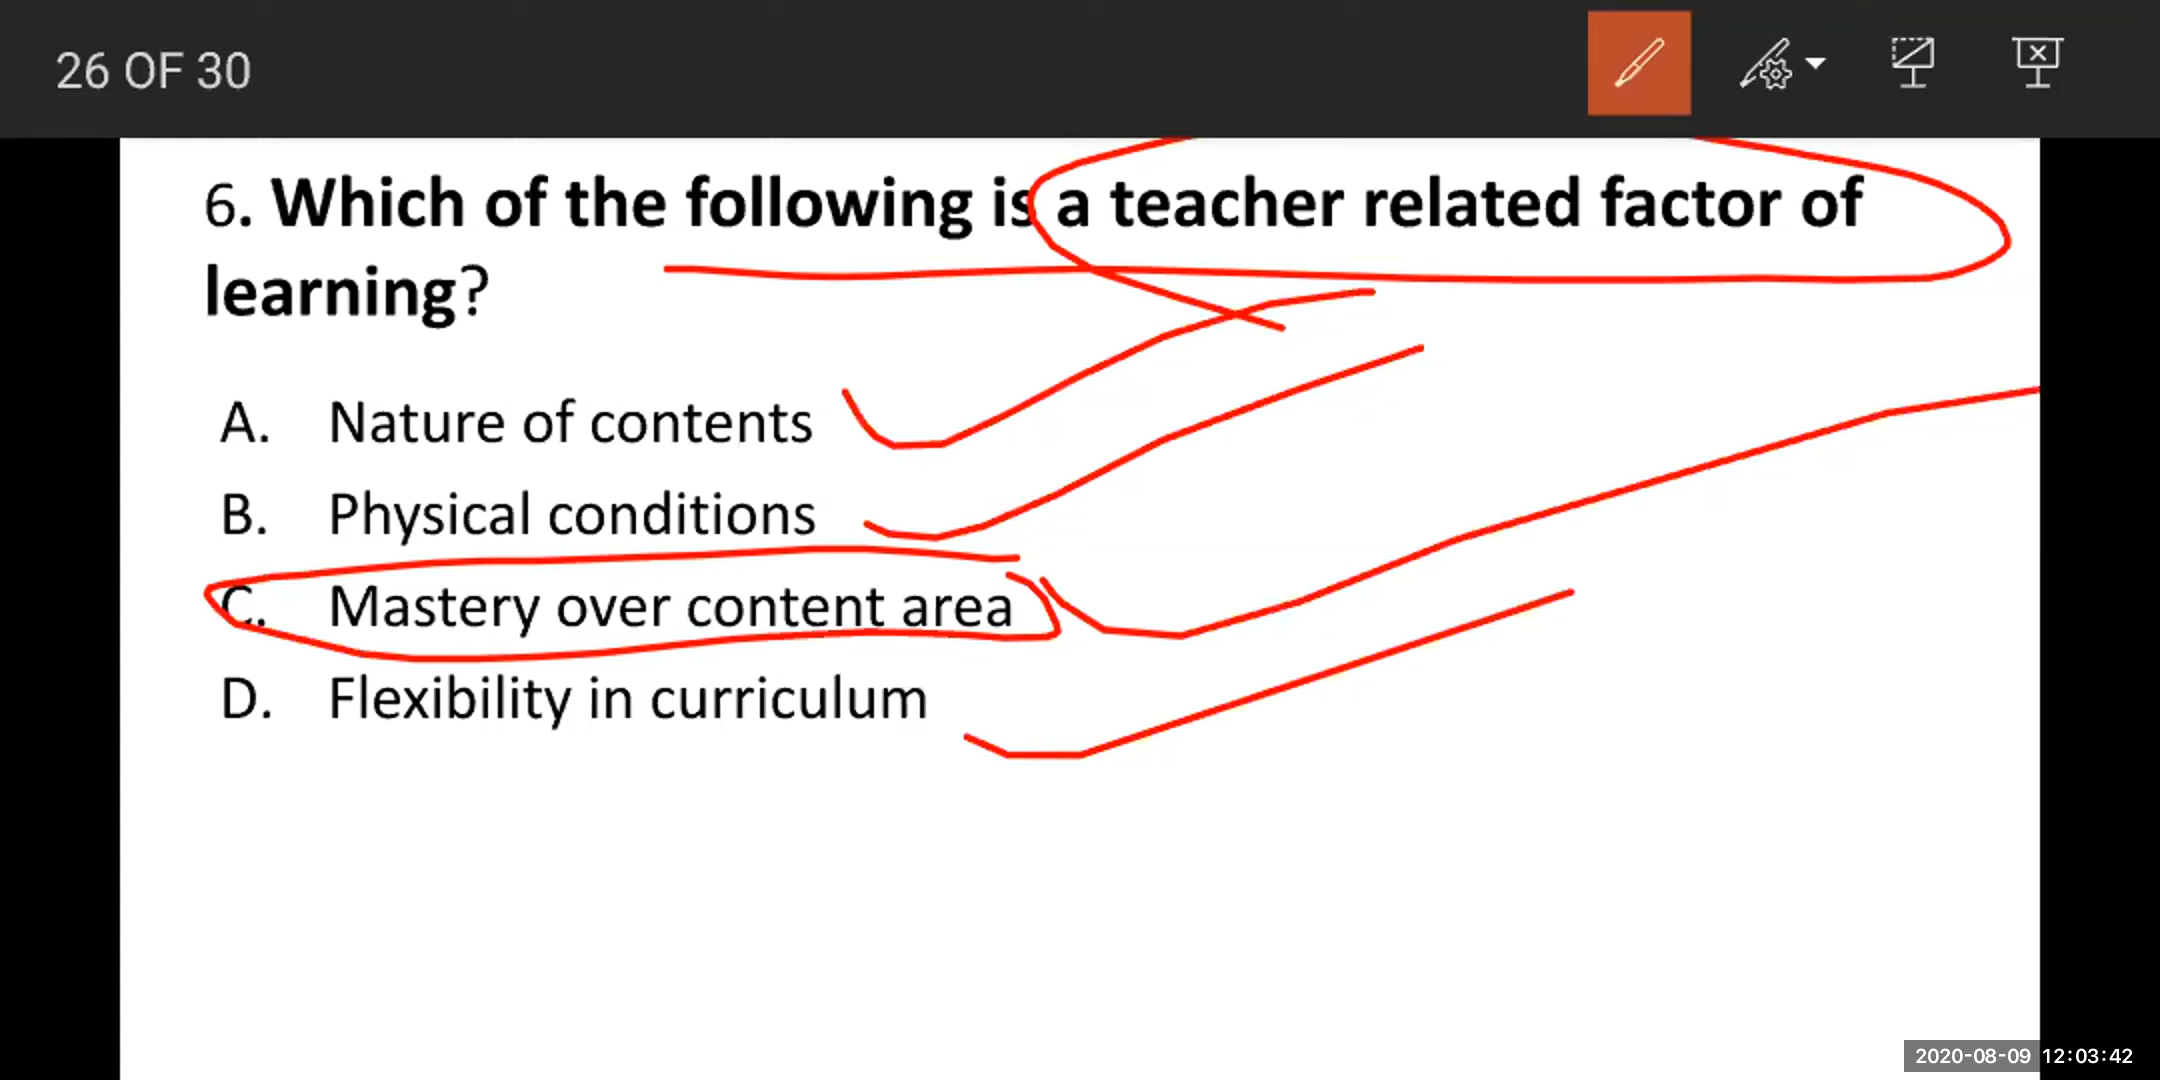 26 OF 30
6. Which of the following is a teacher related factor of
learning?
A. Nature of contents
B. Physical conditions
C. Mastery over content area
D. Flexibility in curriculum
2020-08-09 12:03:42